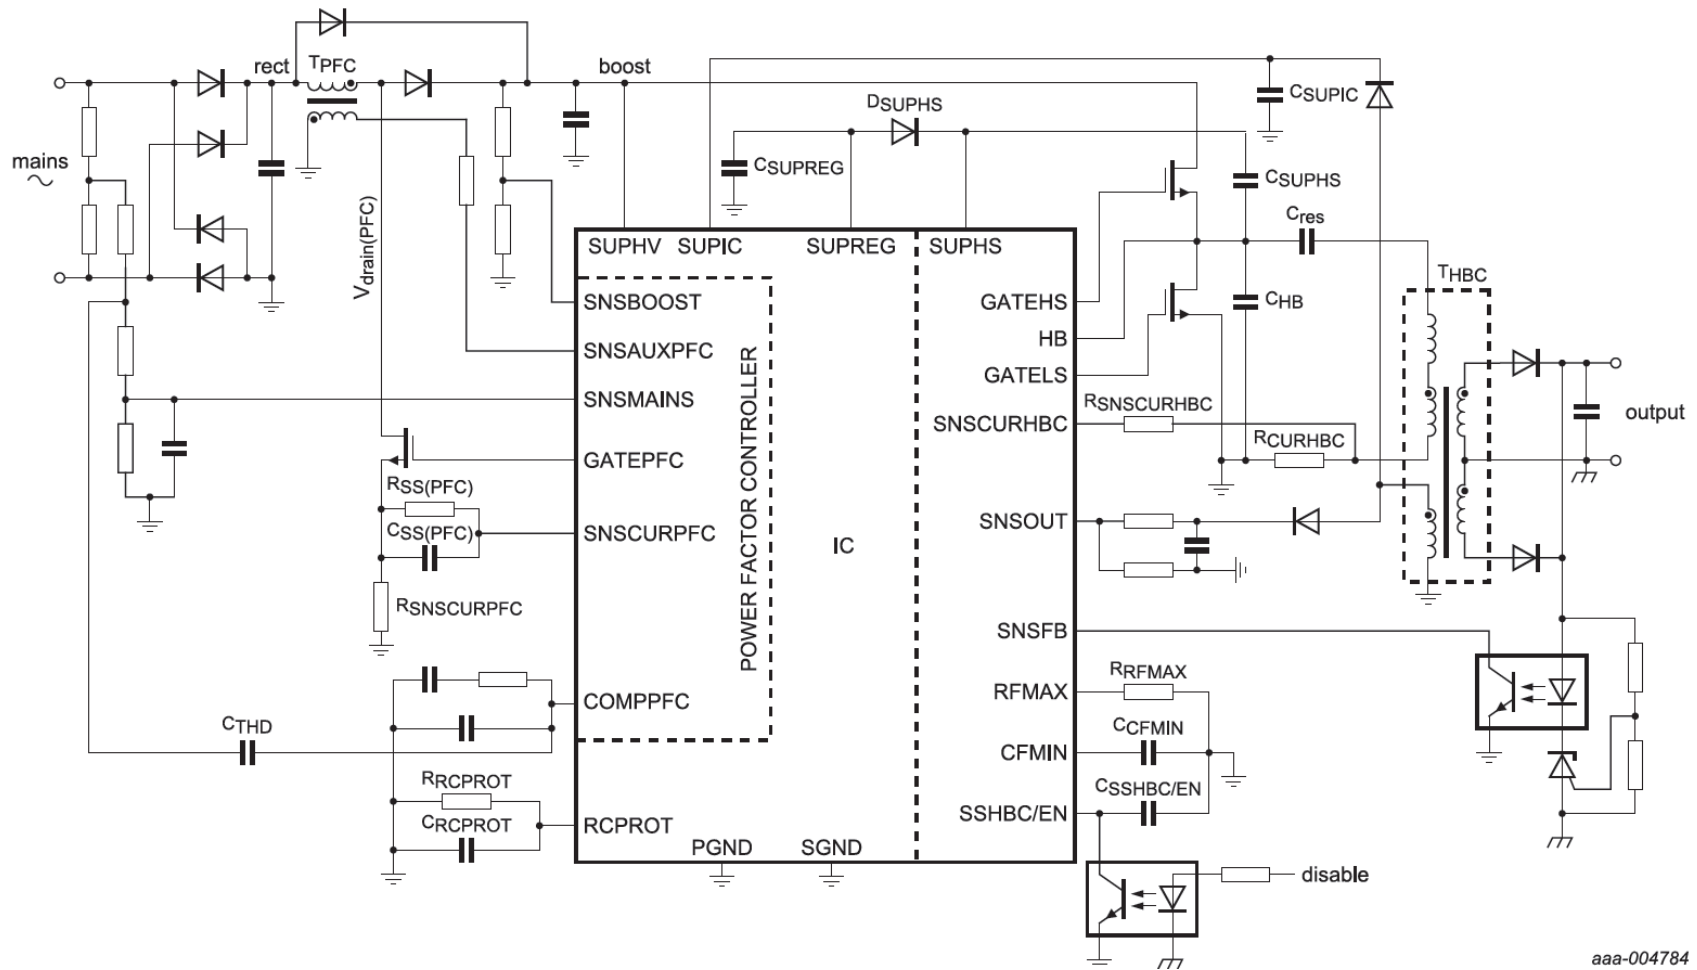 rect
TPFC
boost
CSUPIC
DSUPHS
mains
CSUPREG
CSUPHS
Cres
Vdrain(PFC)
SUPHV
SUPIC
SUPREG
SUPHS
THBC
SNSBOOST
GATEHS
CHB
SNSAUXPFC
HB
GATELS
SNSMAINS
RSNSCURHBC
SNSCURHBC
output
RCURHBC
GATEPFC
POWER FACTOR CONTROLLER
RSS(PFC)
CSS(PFC)
SNSCURPFC
IC
SNSOUT
RSNSCURPFC
SNSFB
RRFMAX
RFMAX
COMPPFC
CTHD
CCFMIN
CFMIN
RRCPROT
CSSHBC/EN
SSHBC/EN
CRCPROT
RCPROT
PGND
SGND
disable
aaa-004784